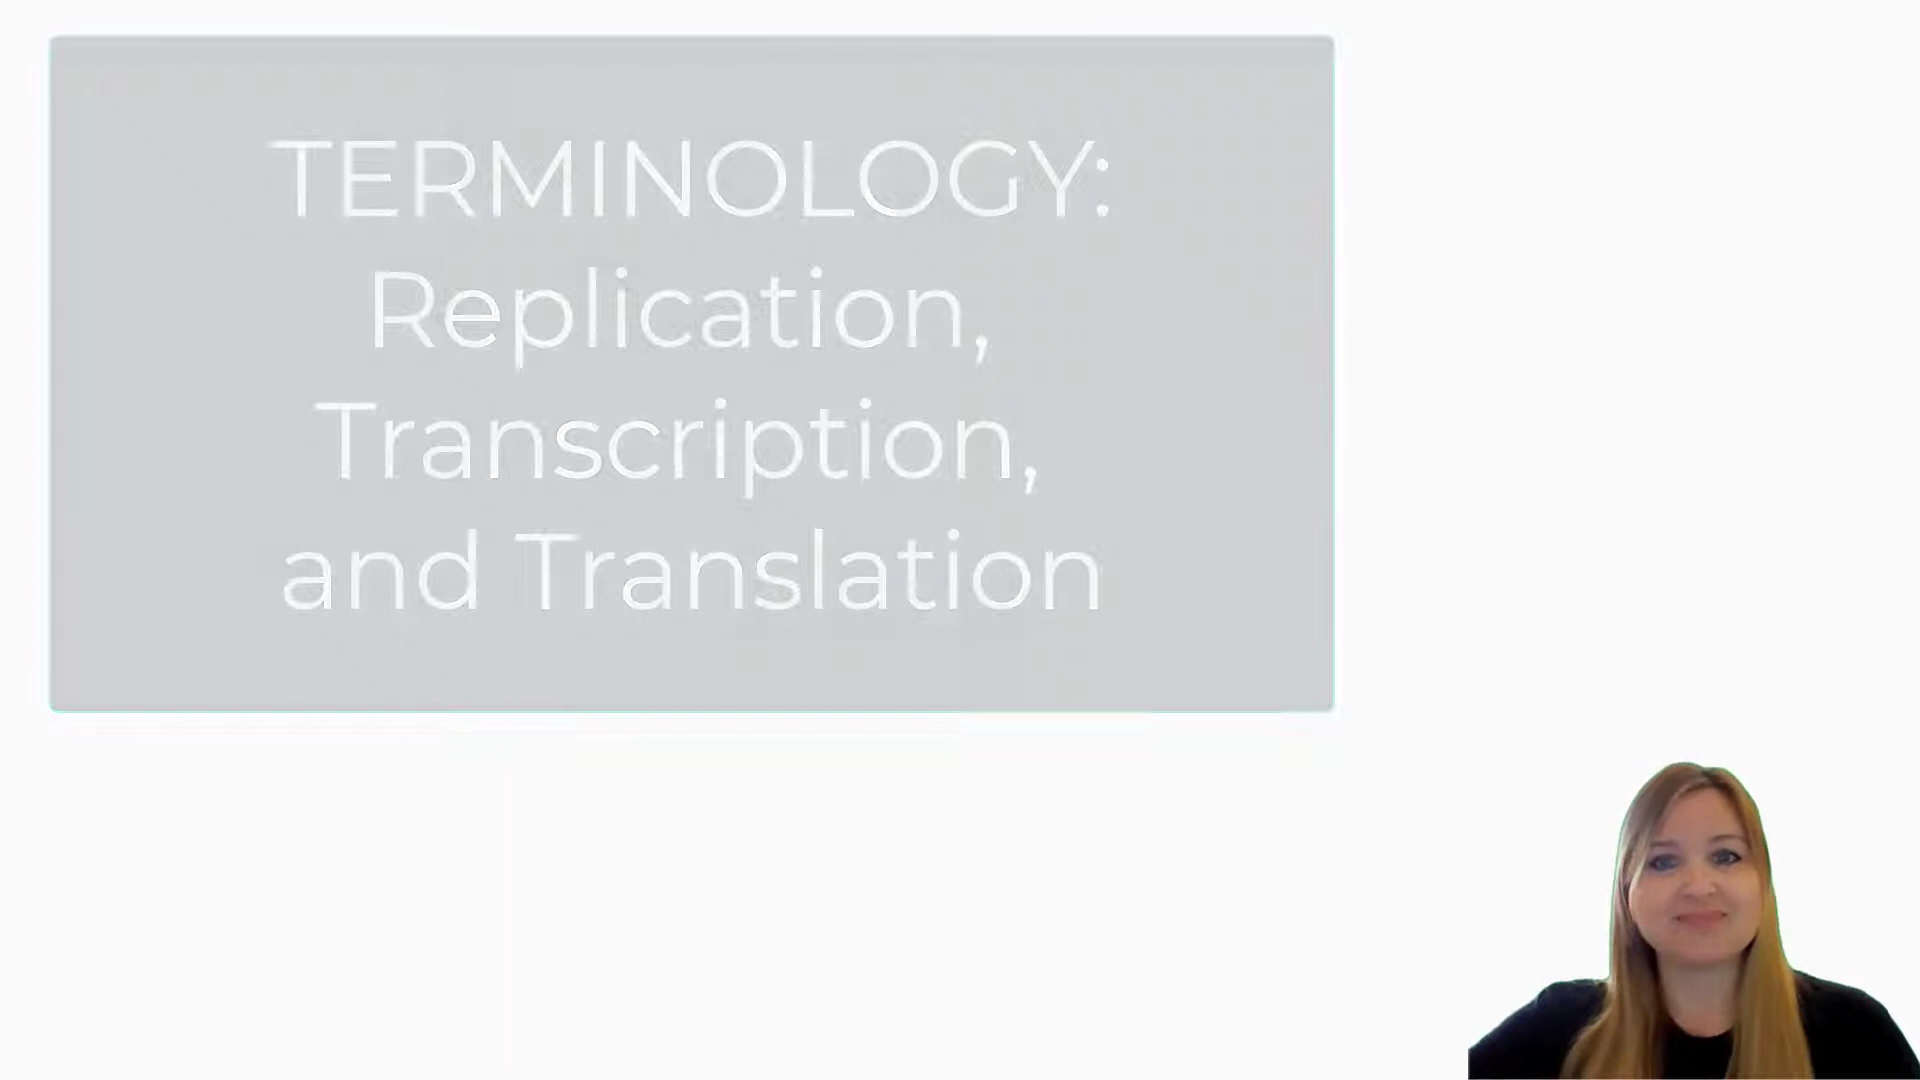 TERMINOLOGY:
Replication,
Transcription,
and Translation